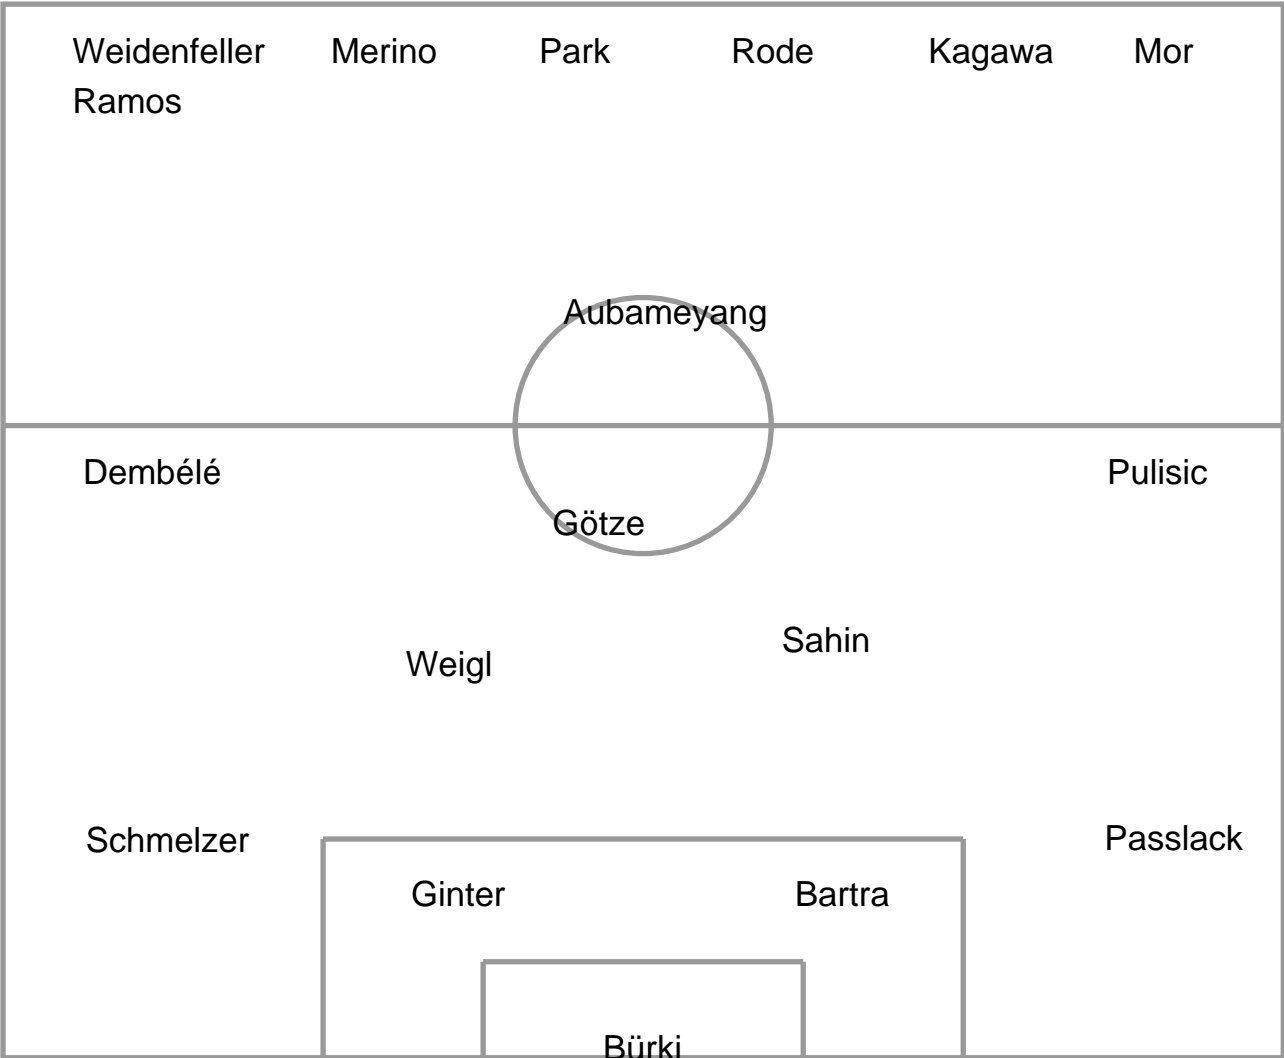 Weidenfeller Merino Park Rode Kagawa Mor
Ramos
Aubameyang
Dembélé Pulisic
Götze
Sahin
Weigl
Schmelzer Passlack
Ginter Bartra
Bürki